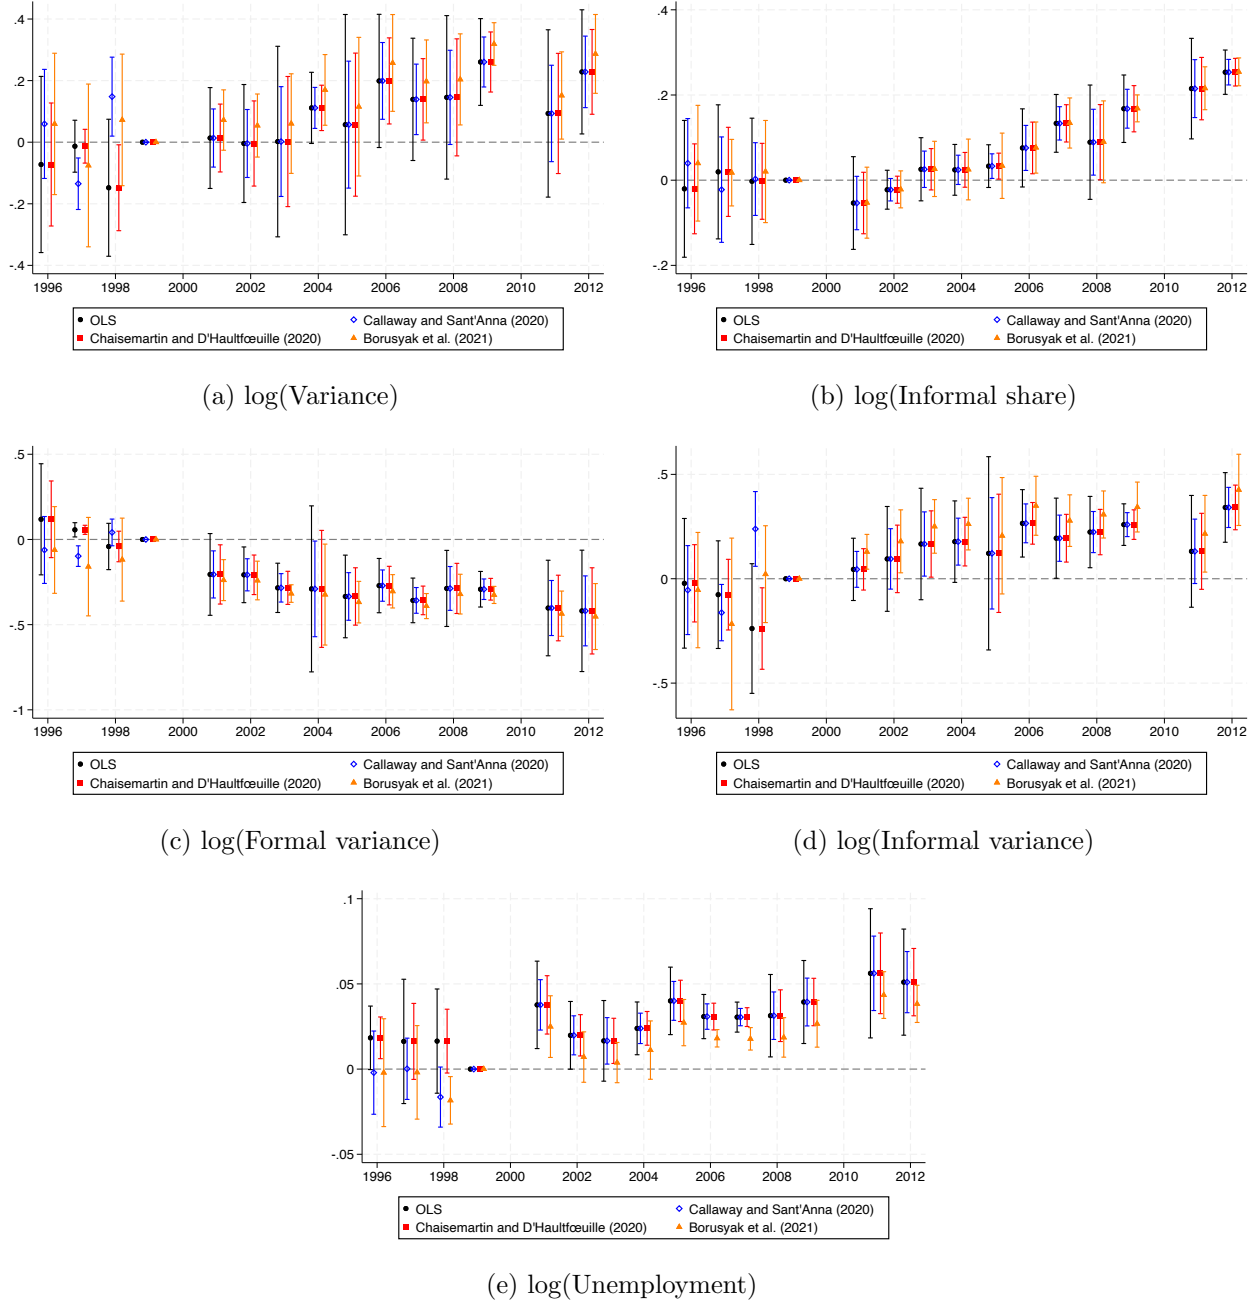 .4
.2
0
-.2
-.4
1996 1998 2000 2002 2004 2006 2008 2010 2012
OLS Callaway and Sant'Anna (2020)
Chaisemartin and D'Haultfœuille (2020) Borusyak et al. (2021)
(a) log(Variance)
.4
.2
0
-.2
1996 1998 2000 2002 2004 2006 2008 2010 2012
OLS Callaway and Sant'Anna (2020)
Chaisemartin and D'Haultfœuille (2020) Borusyak et al. (2021)
(b) log(Informal share)
.5
0
-.5
-1
1996 1998 2000 2002 2004 2006 2008 2010 2012
OLS Callaway and Sant'Anna (2020)
Chaisemartin and D'Haultfœuille (2020) Borusyak et al. (2021)
(c) log(Formal variance)
.5
0
-.5
1996 1998 2000 2002 2004 2006 2008 2010 2012
OLS Callaway and Sant'Anna (2020)
Chaisemartin and D'Haultfœuille (2020) Borusyak et al. (2021)
(d) log(Informal variance)
.1
.05
0
-.05
1996 1998 2000 2002 2004 2006 2008 2010 2012
OLS Callaway and Sant'Anna (2020)
Chaisemartin and D'Haultfœuille (2020) Borusyak et al. (2021)
(e) log(Unemployment)